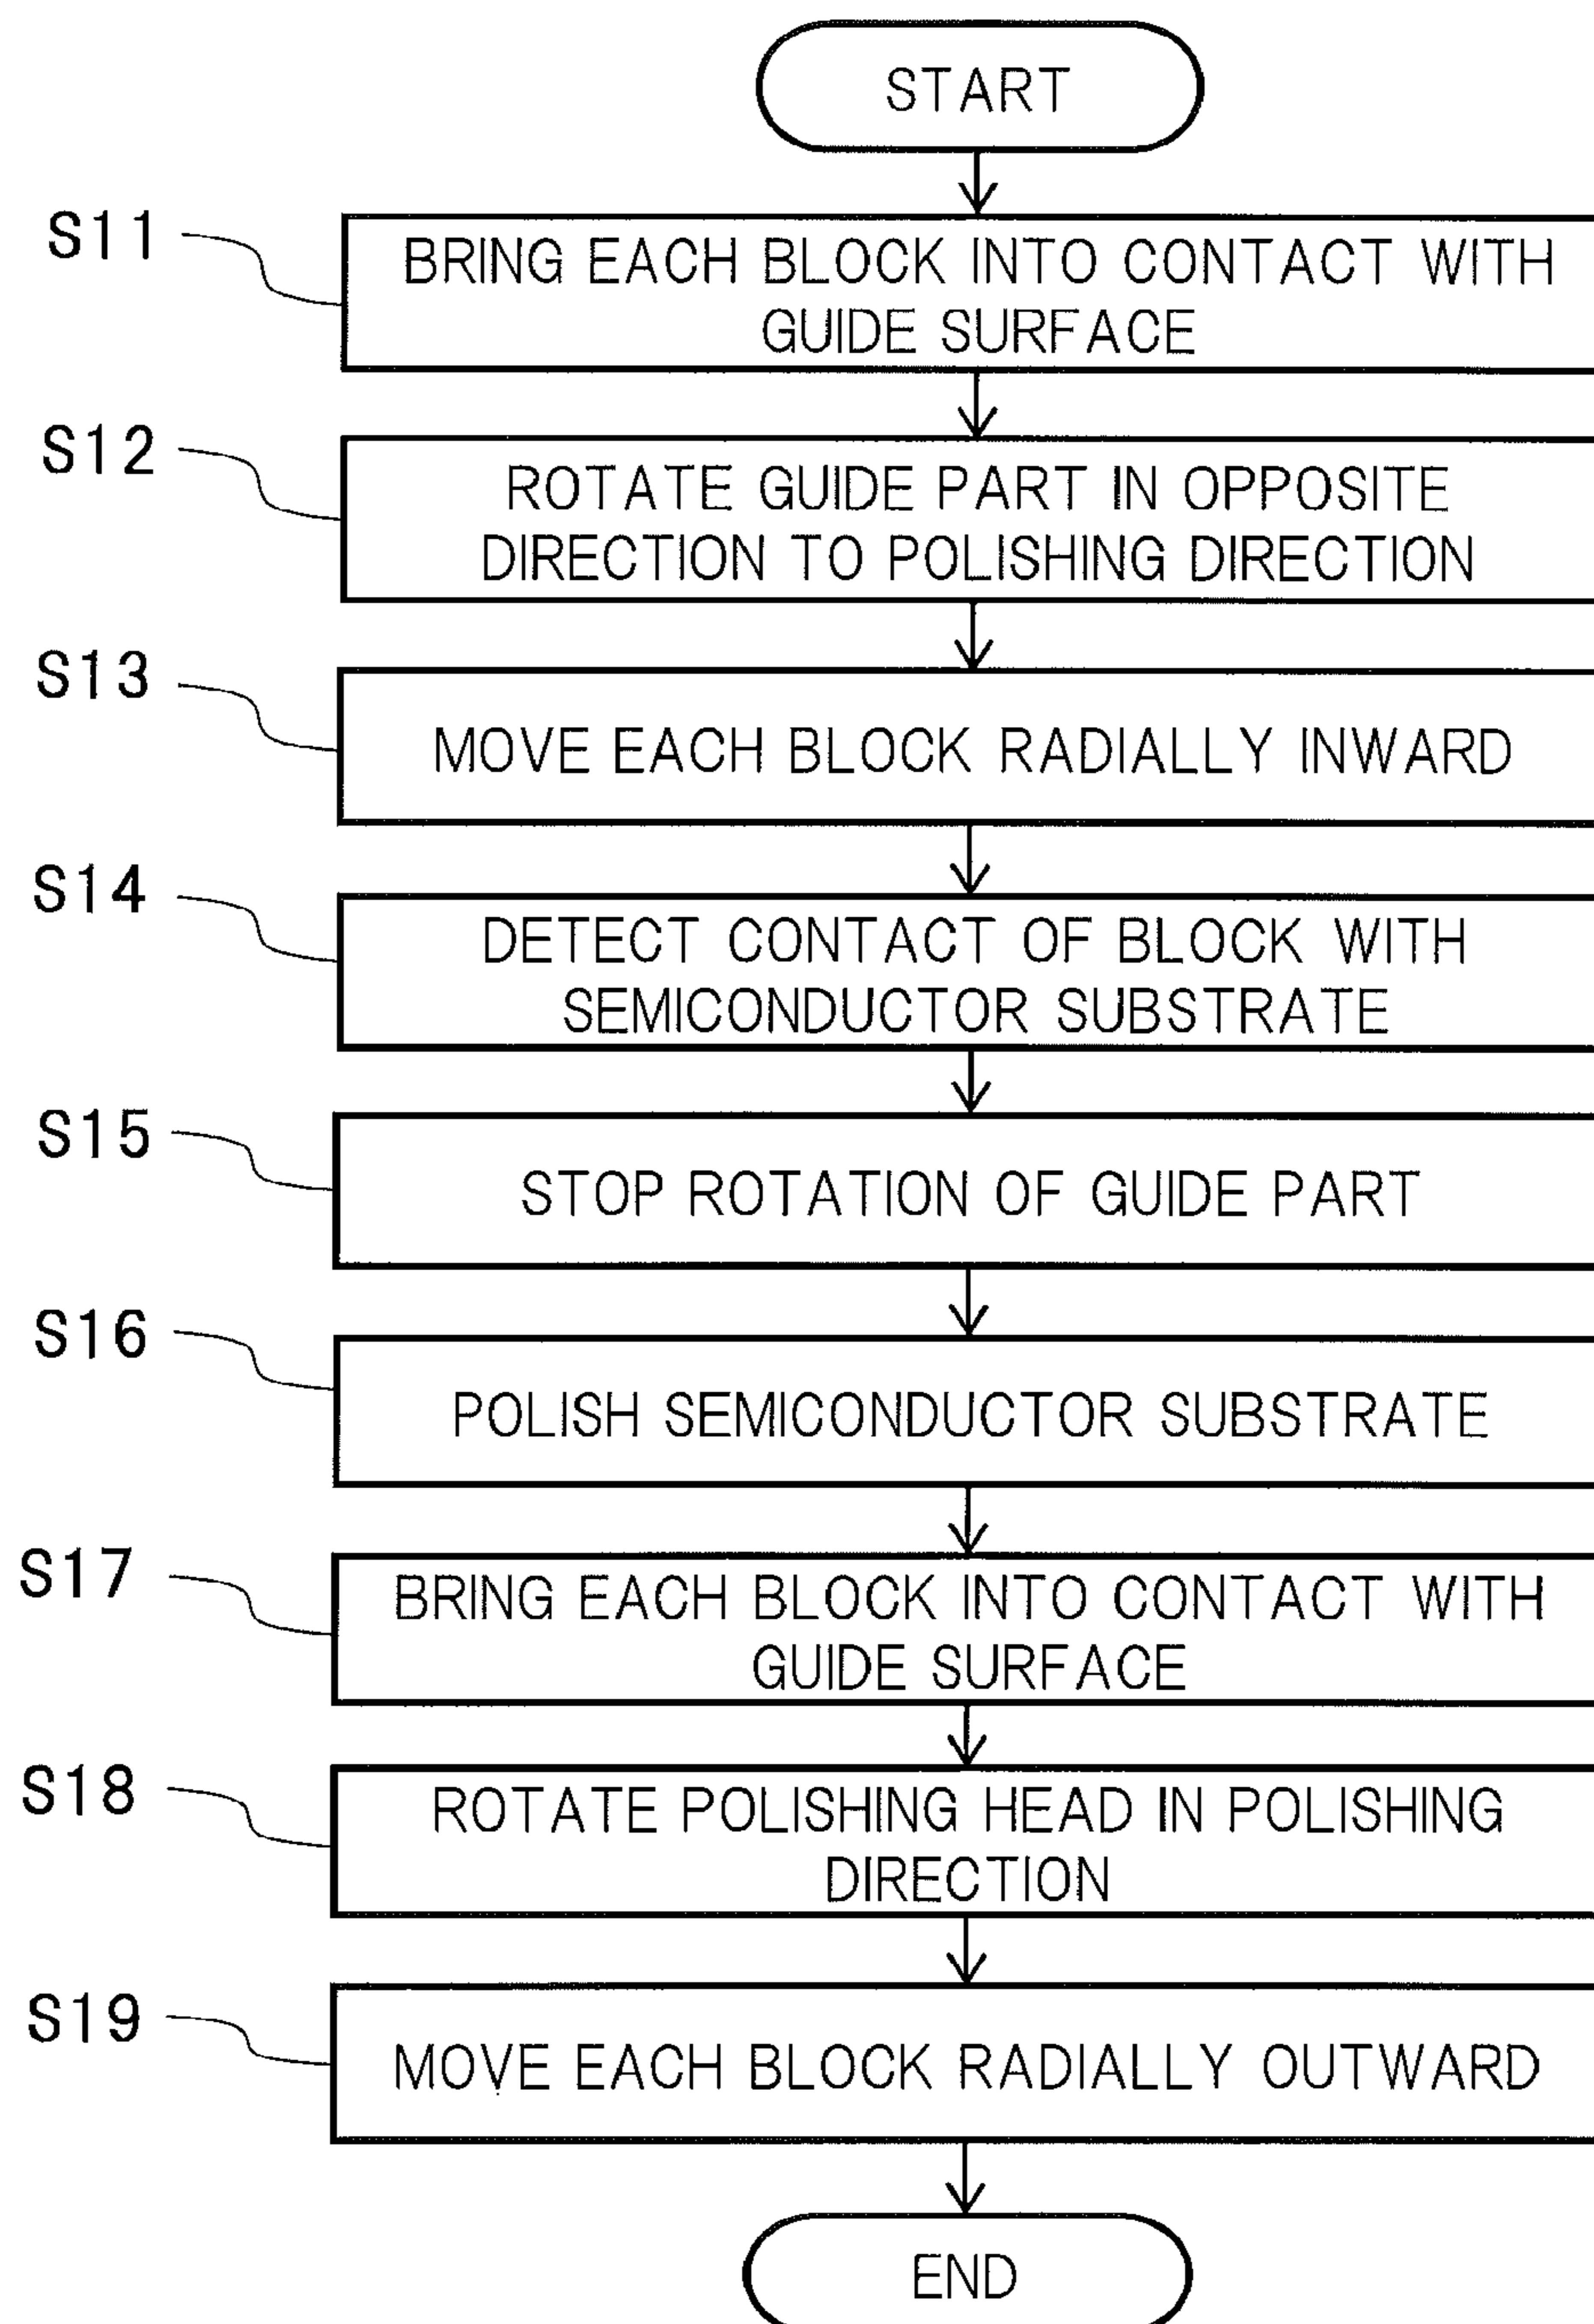 START
S11
BRING EACH BLOCK INTO CONTACT WITH
GUIDE SURFACE
S12
ROTATE GUIDE PART IN OPPOSITE
DIRECTION TO POLISHING DIRECTION
S13
MOVE EACH BLOCK RADIALLY INWARD
S14
DETECT CONTACT OF BLOCK WITH
SEMICONDUCTOR SUBSTRATE
S15
STOP ROTATION OF GUIDE PART
S16
POLISH SEMICONDUCTOR SUBSTRATE
S17
BRING EACH BLOCK INTO CONTACT WITH
GUIDE SURFACE
S18
ROTATE POLISHING HEAD IN POLISHING
DIRECTION
S19
MOVE EACH BLOCK RADIALLY OUTWARD
END